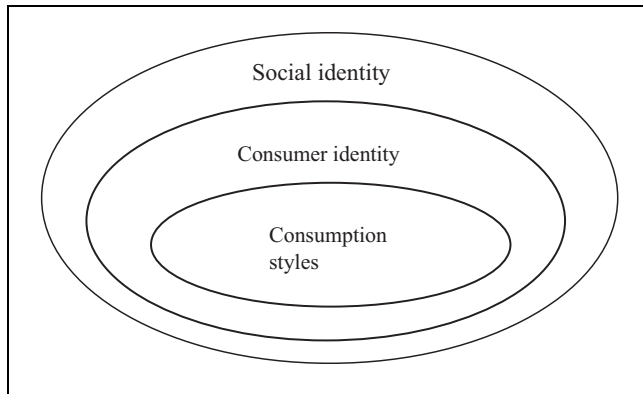 Social identity
Consumer identity
Consumption
styles